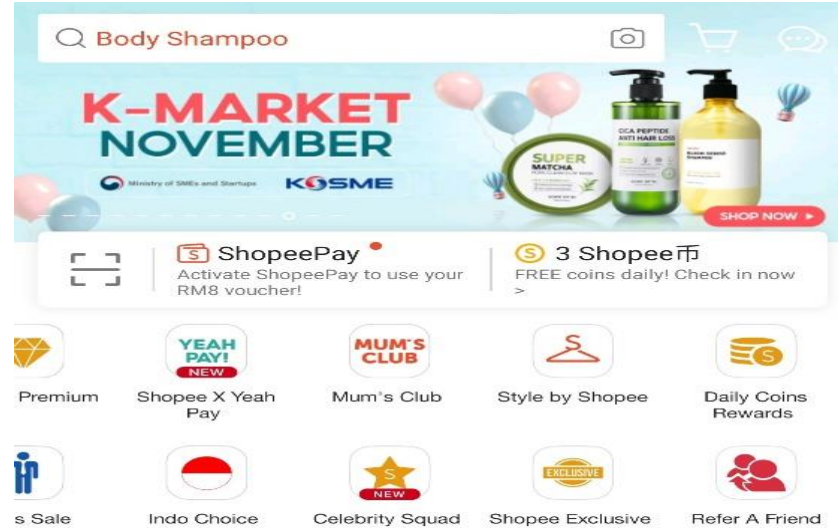 Body Shampoo
K-MARKET
NOVEMBER
Ministry of SMEs and Startups KOSME
SUPER
MATCHA
CICA PEPTIDE
ANTI HAIR LOSS
SHOP NOW
S ShopeePay
Activate ShopeePay to use your
RM8 voucher!
S 3 Shopee币
FREE coins daily! Check in now
>
YEAH
PAY!
NEW
MUM'S
CLUB
S
S
Premium
Shopee X Yeah
Pay
Mum's Club
Style by Shopee
Daily Coins
Rewards
S
NEW
EXCLUSIVE
s Sale
Indo Choice
Celebrity Squad
Shopee Exclusive
Refer A Friend